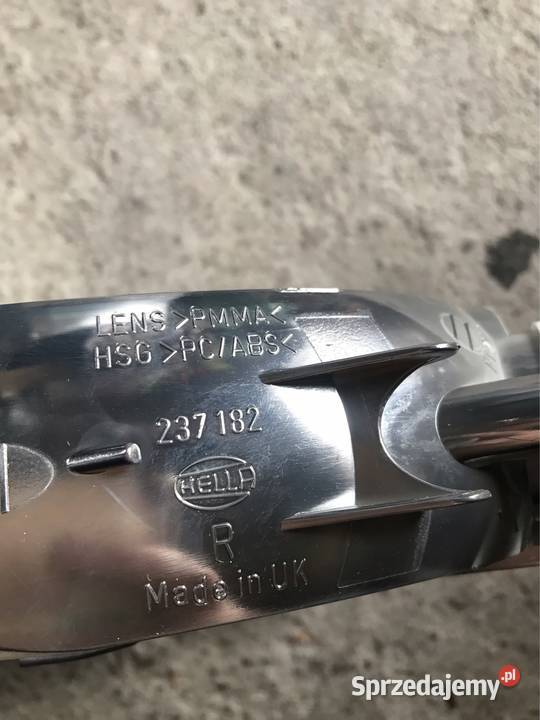 LENS >PMMA<
HSG >PC/ABS<
237 182
HELLA
R
Made in UK
Sprzedajemy.pl